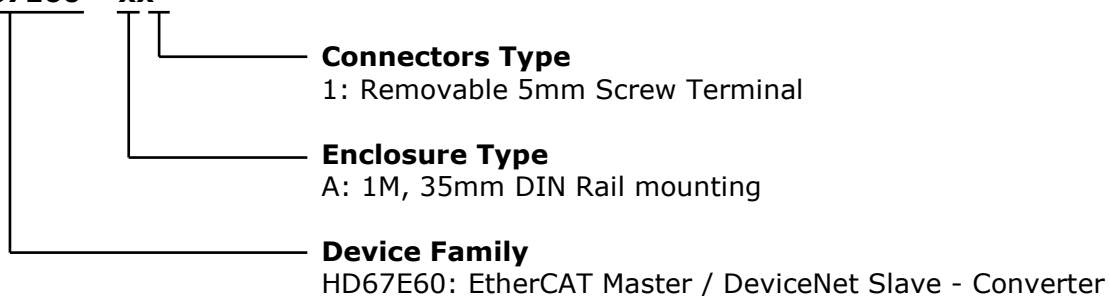 Connectors Type
1: Removable 5mm Screw Terminal
Enclosure Type
A: 1M, 35mm DIN Rail mounting
Device Family
HD67E60: EtherCAT Master / DeviceNet Slave - Converter